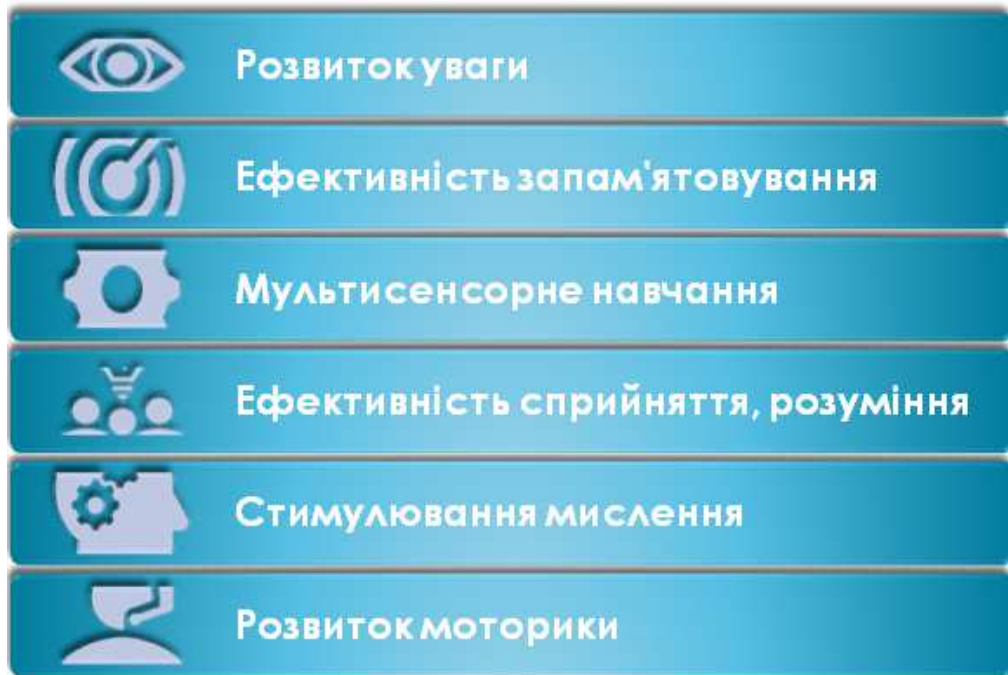 Розвиток уваги
Ефективність запам'ятовування
Мультисенсорне навчання
Ефективність сприйняття, розуміння
Стимулювання мислення
Розвиток моторики